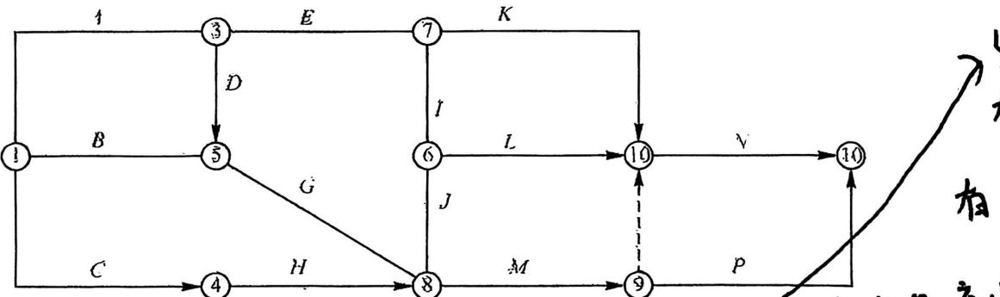 E K
③ ⑦
D
I
B L V
① ⑤ ⑥ ⑩ ⑩
G
J
有
C H M P
④ ⑧ ⑨